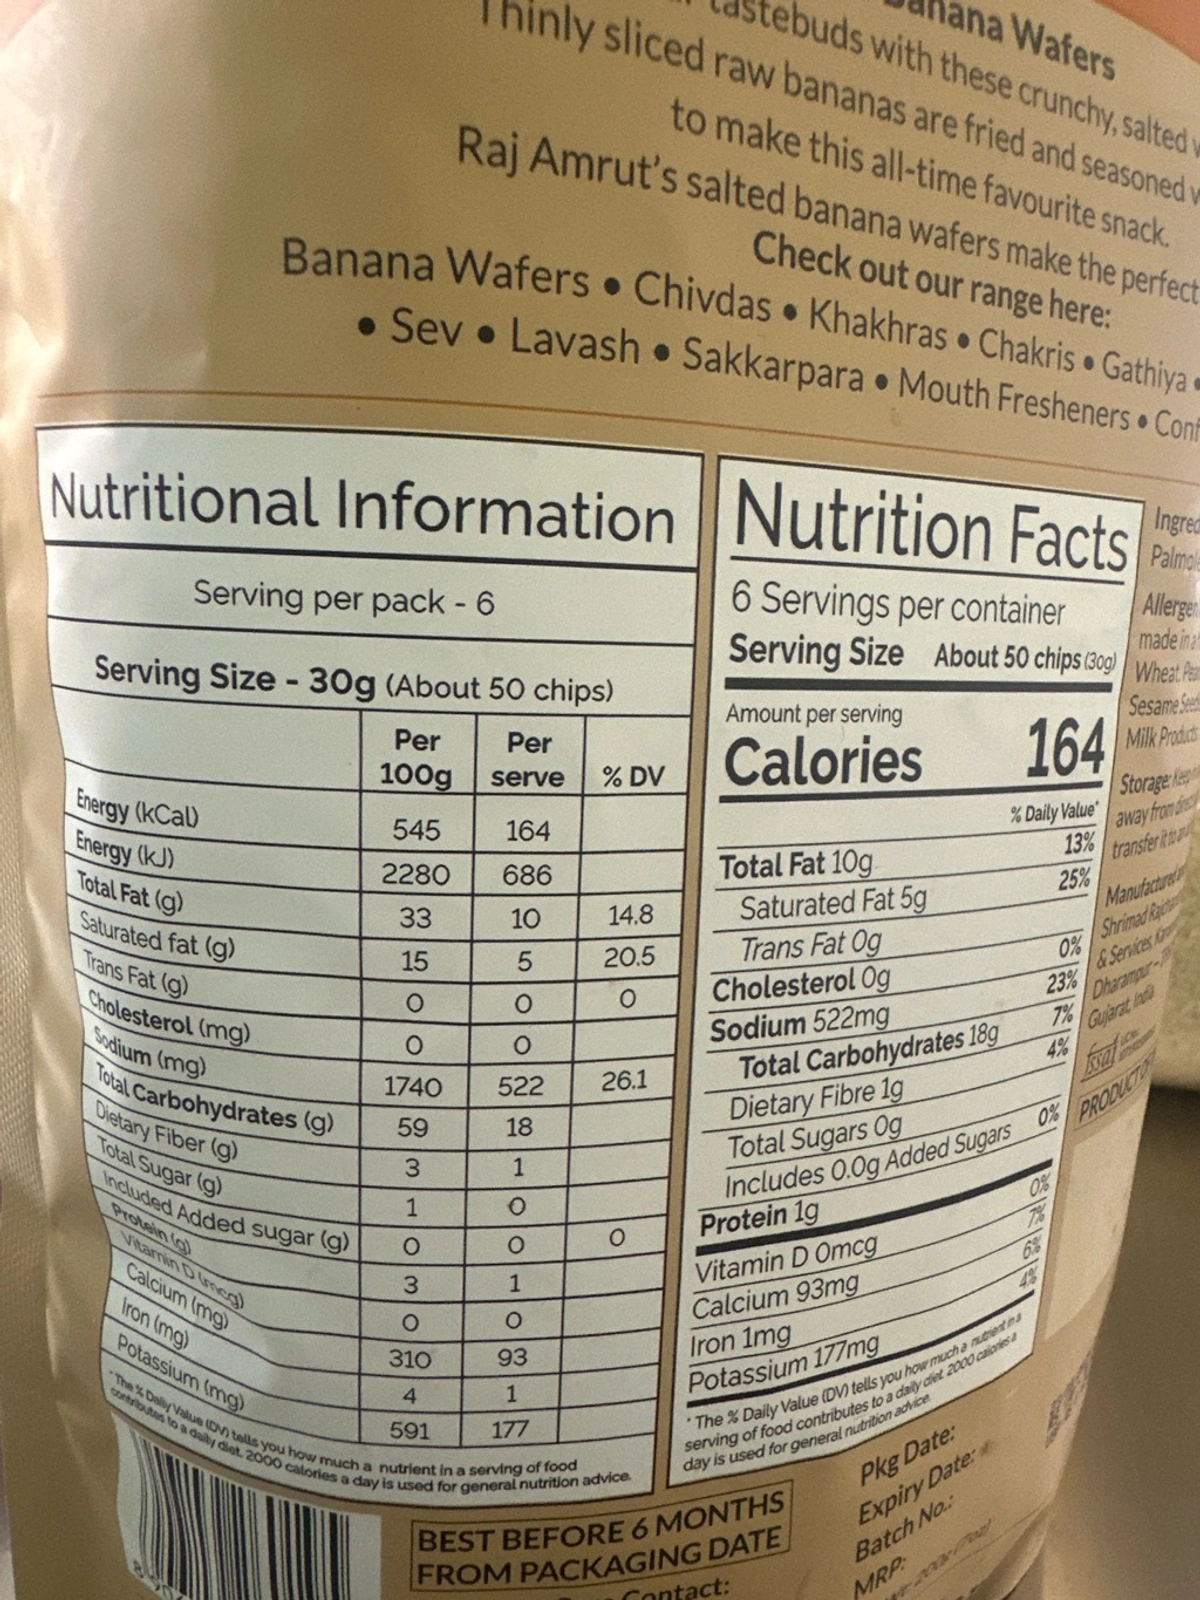 Banana Wafers
tastebuds with these crunchy, salted
Thinly sliced raw bananas are fried and seasoned
to make this all-time favourite snack.
Raj Amrut's salted banana wafers make the perfect
Check out our range here:
Banana Wafers • Chivdas • Khakhras • Chakris • Gathiya •
• Sev • Lavash • Sakkarpara • Mouth Fresheners •
Nutritional Information
Serving per pack - 6
Serving Size - 30g (About 50 chips)
Per 100g Per serve % DV
Energy (kCal) 545 164
Energy (kJ) 2280 686
Total Fat (g) 33 10 14.8
Saturated fat (g) 15 5 20.5
Trans Fat (g) 0 0 0
Cholesterol (mg) 0 0
Sodium (mg) 1740 522 26.1
Total Carbohydrates (g) 59 18
Dietary Fiber (g) 3 1
Total Sugar (g) 1 0
Included Added sugar (g) 0 0 0
Protein (g) 3 1
Vitamin D (mcg) 0 0
Calcium (mg) 310 93
Iron (mg) 4 1
Potassium (mg) 591 177
* The % Daily Value (DV) tells you how much a nutrient in a serving of food
contributes to a daily diet. 2000 calories a day is used for general nutrition advice.
Nutrition Facts
6 Servings per container
Serving Size About 50 chips (30g)
Amount per serving
Calories 164
% Daily Value*
Total Fat 10g 13%
Saturated Fat 5g 25%
Trans Fat 0g
Cholesterol 0g 0%
Sodium 522mg 23%
Total Carbohydrates 18g 7%
Dietary Fibre 1g 4%
Total Sugars 0g
Includes 0.0g Added Sugars 0%
Protein 1g
Vitamin D 0mcg 0%
Calcium 93mg 7%
Iron 1mg 6%
Potassium 177mg 4%
* The % Daily Value (DV) tells you how much a nutrient in a
serving of food contributes to a daily diet. 2000 calories a
day is used for general nutrition advice.
made in a
Wheat
Sesame
Milk Products
Storage:
away from
transfer it to
Manufactured
Shrimad
& Services,
Dharampur
Gujarat, India
fssai
PRODUCT
BEST BEFORE 6 MONTHS
FROM PACKAGING DATE
Contact:
Pkg Date:
Expiry Date:
Batch No.:
MRP: